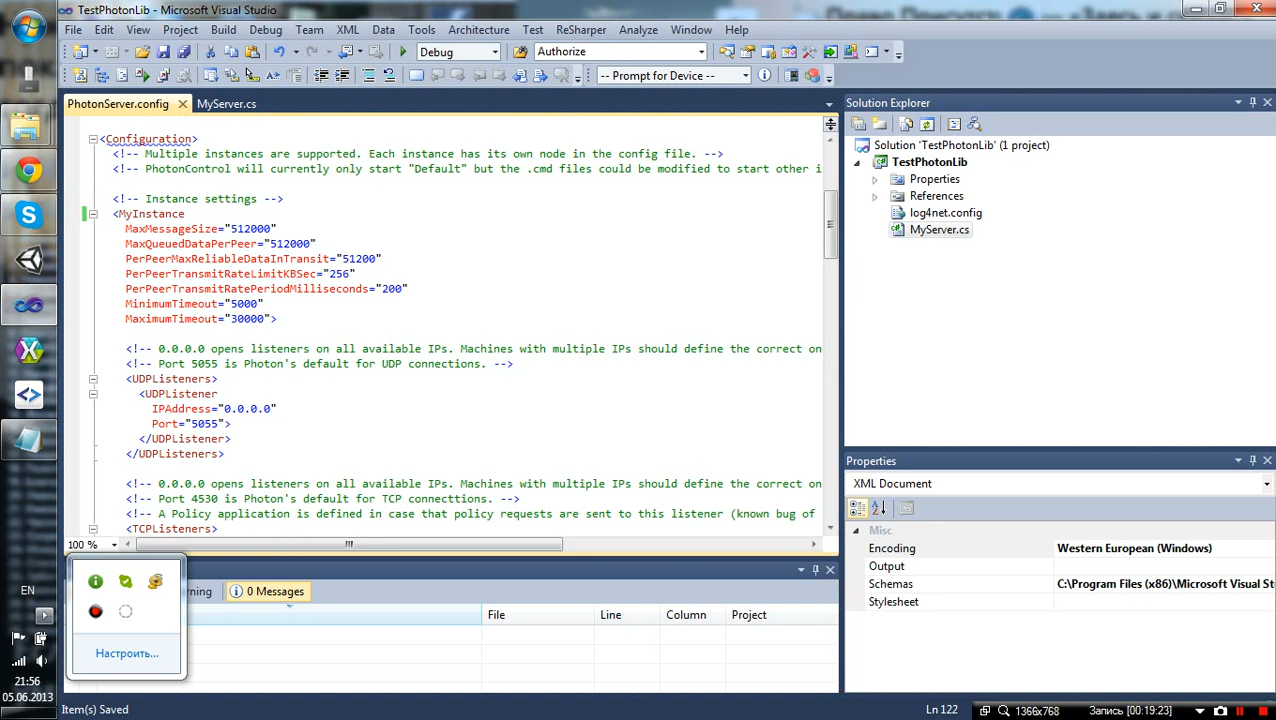 TestPhotonLib - Microsoft Visual Studio
File Edit View Project Build Debug Team XML Data Tools Architecture Test ReSharper Analyze Window Help
Debug Authorize
-- Prompt for Device --
PhotonServer.config MyServer.cs
<Configuration>
<!-- Multiple instances are supported. Each instance has its own node in the config file. -->
<!-- PhotonControl will currently only start "Default" but the .cmd files could be modified to start other i
<!-- Instance settings -->
<MyInstance
MaxMessageSize="512000"
MaxQueuedDataPerPeer="512000"
PerPeerMaxReliableDataInTransit="51200"
PerPeerTransmitRateLimitKBSec="256"
PerPeerTransmitRatePeriodMilliseconds="200"
MinimumTimeout="5000"
MaximumTimeout="30000">
<!-- 0.0.0.0 opens listeners on all available IPs. Machines with multiple IPs should define the correct on
<!-- Port 5055 is Photon's default for UDP connections. -->
<UDPListeners>
<UDPListener
IPAddress="0.0.0.0"
Port="5055">
</UDPListener>
</UDPListeners>
<!-- 0.0.0.0 opens listeners on all available IPs. Machines with multiple IPs should define the correct on
<!-- Port 4530 is Photon's default for TCP connecttions. -->
<!-- A Policy application is defined in case that policy requests are sent to this listener (known bug of
<TCPListeners>
100 %
rning 0 Messages
File Line Column Project
Настроить...
Solution Explorer
Solution 'TestPhotonLib' (1 project)
TestPhotonLib
Properties
References
log4net.config
MyServer.cs
Properties
XML Document
Misc
Encoding Western European (Windows)
Output
Schemas C:\Program Files (x86)\Microsoft Visual St
Stylesheet
EN
21:56
05.06.2013
Item(s) Saved
Ln 122
1366x768
Запись [00:19:23]